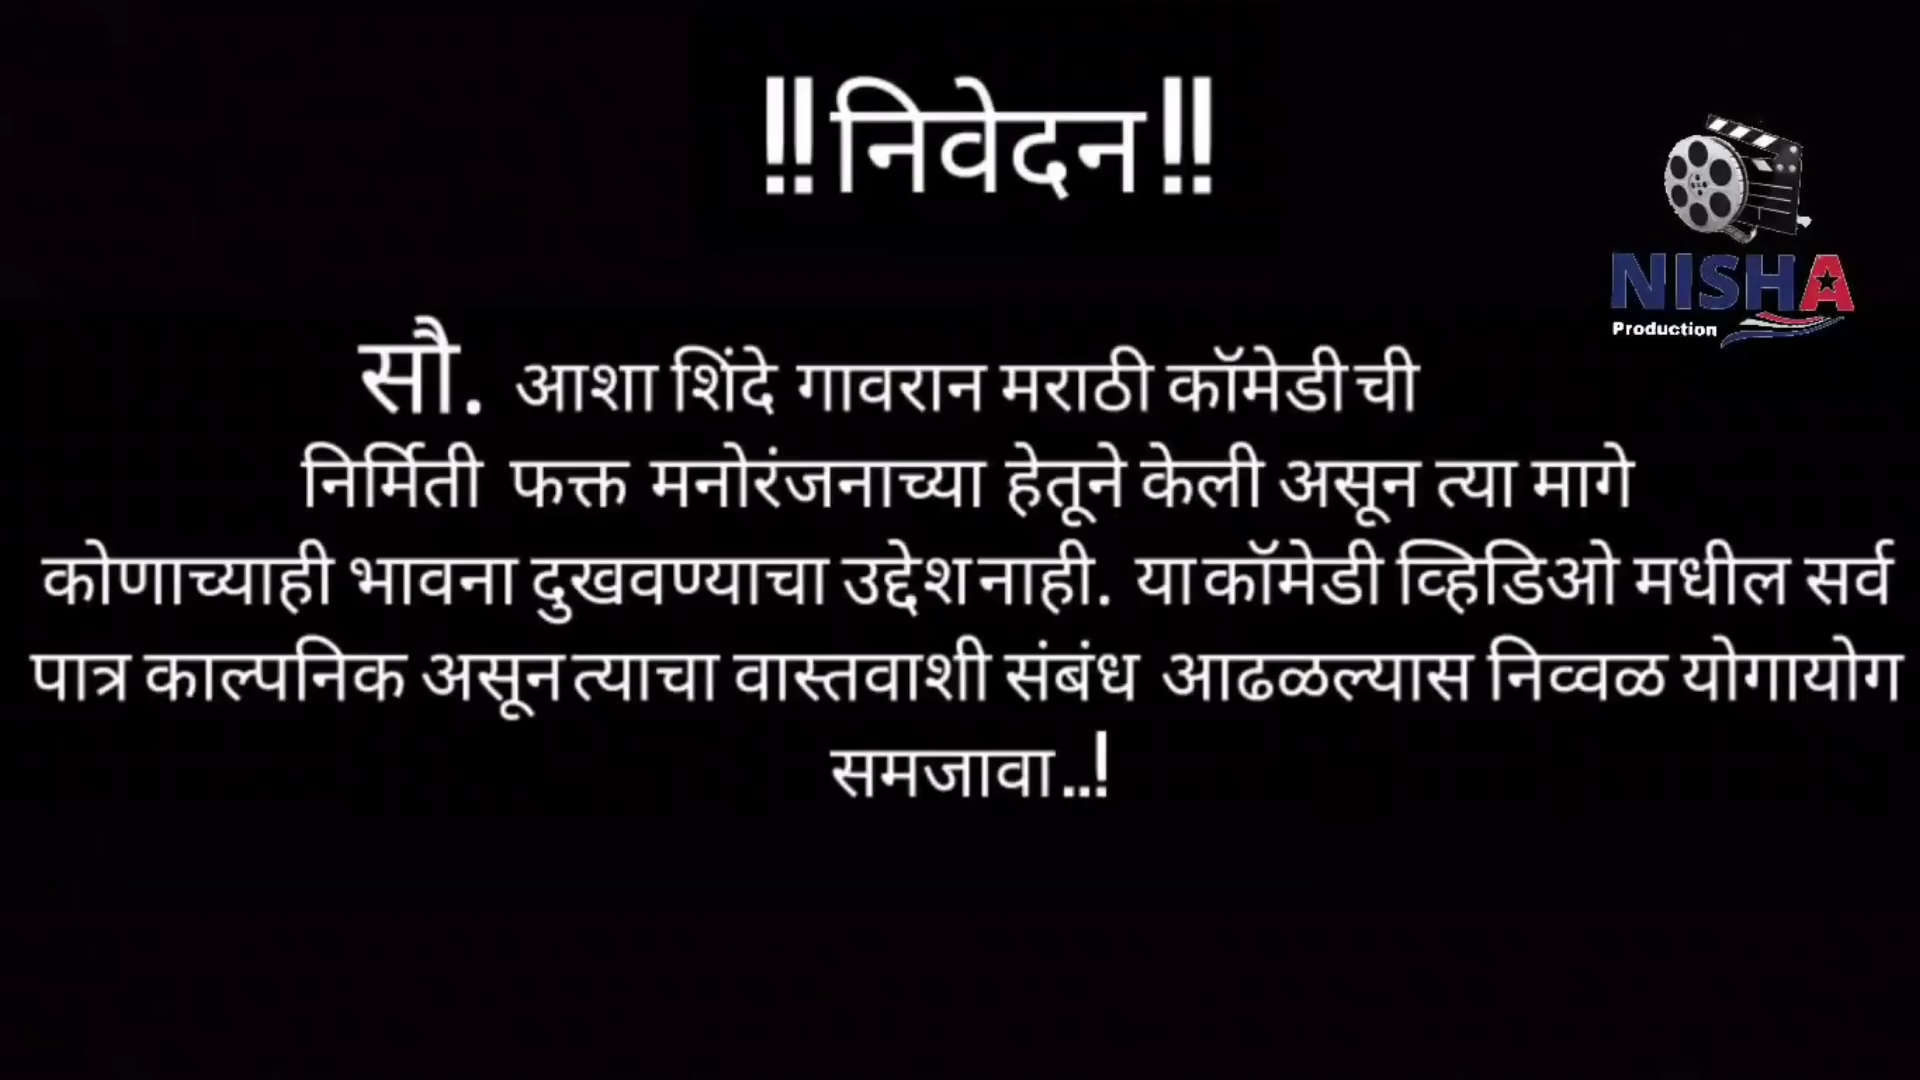 !!निवेदन!!
NISHA
Production
सौ. आशा शिंदे गावरान मराठी कॉमेडी ची
निर्मिती फक्त मनोरंजनाच्या हेतूने केली असून त्या मागे
कोणाच्याही भावना दुखवण्याचा उद्देश नाही. या कॉमेडी व्हिडिओ मधील सर्व
पात्र काल्पनिक असून त्याचा वास्तवाशी संबंध आढळल्यास निव्वळ योगायोग
समजावा..!